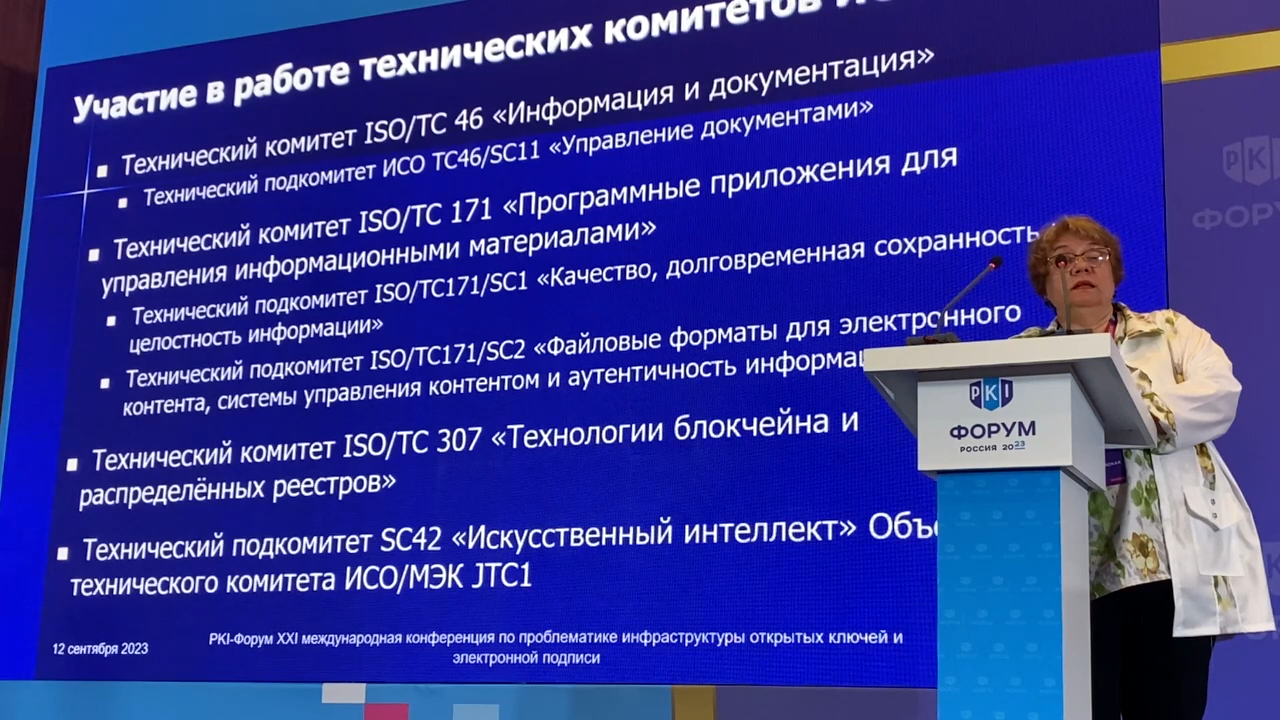 Участие в работе технических комитетов
▪ Технический комитет ISO/TC 46 «Информация и документация»
▪ Технический подкомитет ИСО TC46/SC11 «Управление документами»
▪ Технический комитет ISO/TC 171 «Программные приложения для
управления информационными материалами»
▪ Технический подкомитет ISO/TC171/SC1 «Качество, долговременная сохранность
целостность информации»
▪ Технический подкомитет ISO/TC171/SC2 «Файловые форматы для электронного
контента, системы управления контентом и аутентичность
▪ Технический комитет ISO/TC 307 «Технологии блокчейна и
распределённых реестров»
▪ Технический подкомитет SC42 «Искусственный интеллект»
технического комитета ИСО/МЭК JTC1
12 сентября 2023
PKI-Форум XXI международная конференция по проблематике инфраструктуры открытых ключей и
электронной подписи
PKI
ФОРУМ
РОССИЯ 2023
PKI
ФОРУ